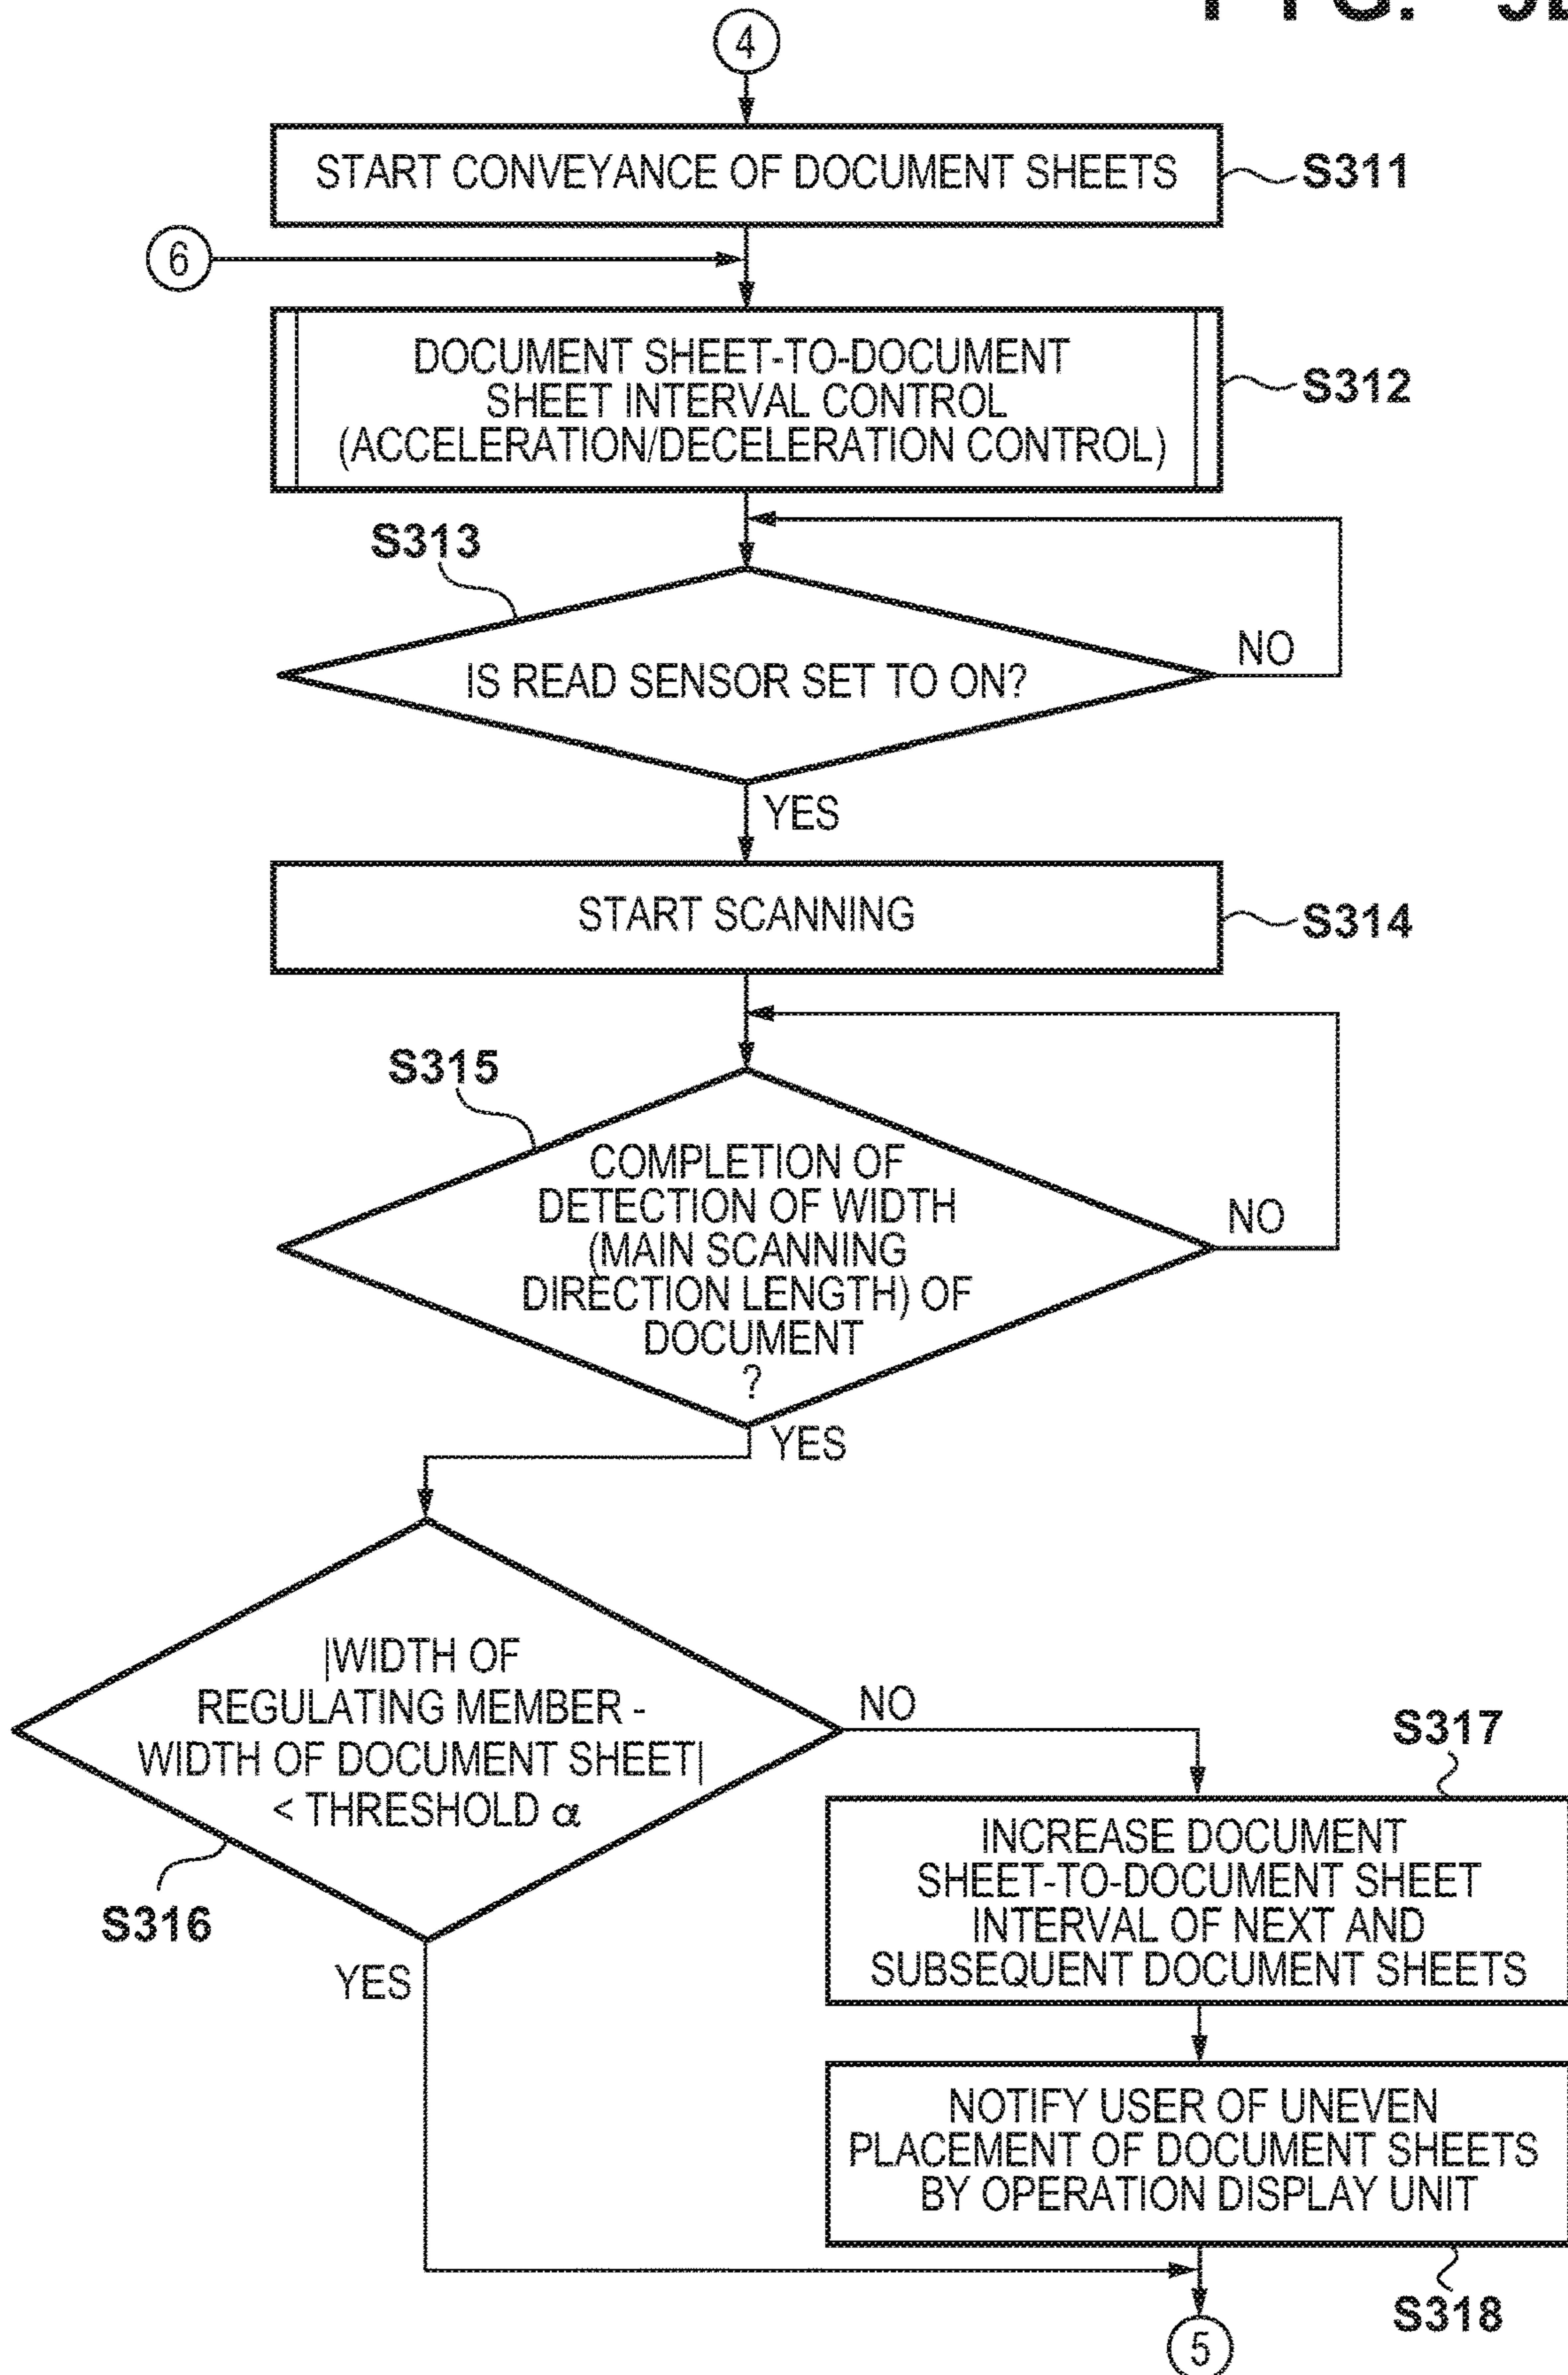 FIG.
4
START CONVEYANCE OF DOCUMENT SHEETS
S311
6
DOCUMENT SHEET-TO-DOCUMENT
SHEET INTERVAL CONTROL
(ACCELERATION/DECELERATION CONTROL)
S312
S313
IS READ SENSOR SET TO ON?
NO
YES
START SCANNING
S314
S315
COMPLETION OF
DETECTION OF WIDTH
(MAIN SCANNING
DIRECTION LENGTH) OF
DOCUMENT
?
NO
YES
|WIDTH OF
REGULATING MEMBER -
WIDTH OF DOCUMENT SHEET|
< THRESHOLD α
NO
S316
YES
S317
INCREASE DOCUMENT
SHEET-TO-DOCUMENT SHEET
INTERVAL OF NEXT AND
SUBSEQUENT DOCUMENT SHEETS
NOTIFY USER OF UNEVEN
PLACEMENT OF DOCUMENT SHEETS
BY OPERATION DISPLAY UNIT
S318
5